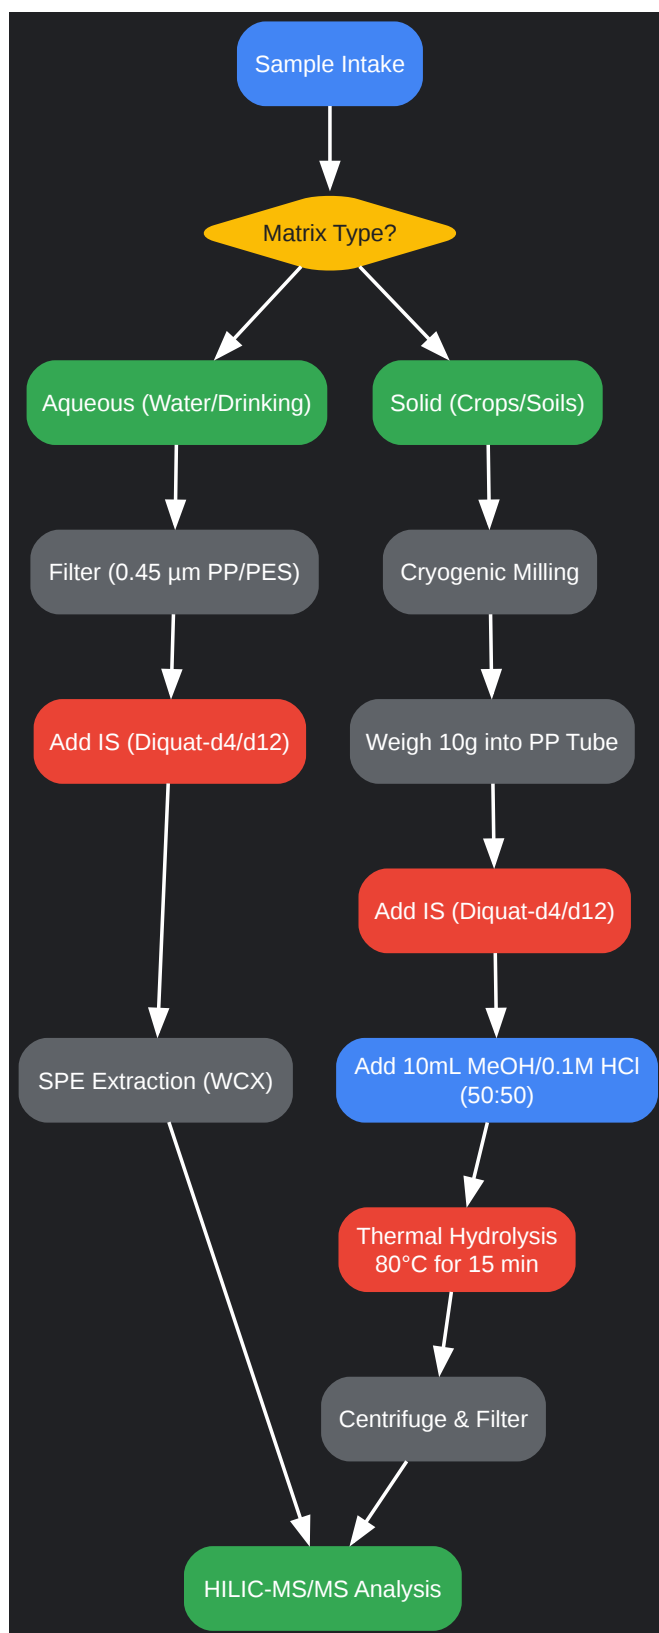 Sample Intake
Matrix Type?
Aqueous (Water/Drinking)
Solid (Crops/Soils)
Filter (0.45 µm PP/PES)
Cryogenic Milling
Add IS (Diquat-d4/d12)
Weigh 10g into PP Tube
Add IS (Diquat-d4/d12)
SPE Extraction (WCX)
Add 10mL MeOH/0.1M HCl
(50:50)
Thermal Hydrolysis
80°C for 15 min
Centrifuge & Filter
HILIC-MS/MS Analysis